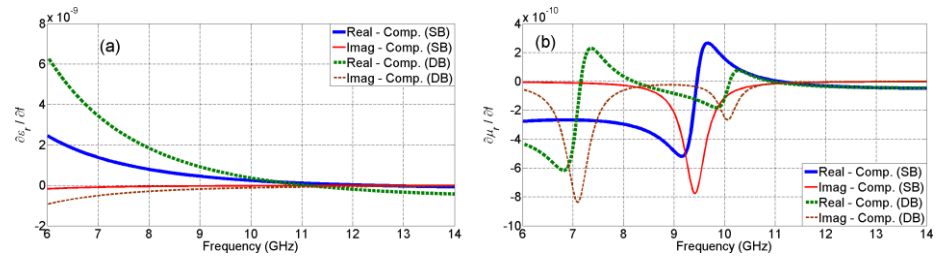 8 x 10⁻⁹
6
4
2
0
-2
∂εᵣ / ∂f
(a)
Real - Comp. (SB)
Imag - Comp. (SB)
Real - Comp. (DB)
Imag - Comp. (DB)
6 7 8 9 10 11 12 13 14
Frequency (GHz)
4 x 10⁻¹⁰
2
0
-2
-4
-6
-8
-10
∂μᵣ / ∂f
(b)
Real - Comp. (SB)
Imag - Comp. (SB)
Real - Comp. (DB)
Imag - Comp. (DB)
6 7 8 9 10 11 12 13 14
Frequency (GHz)